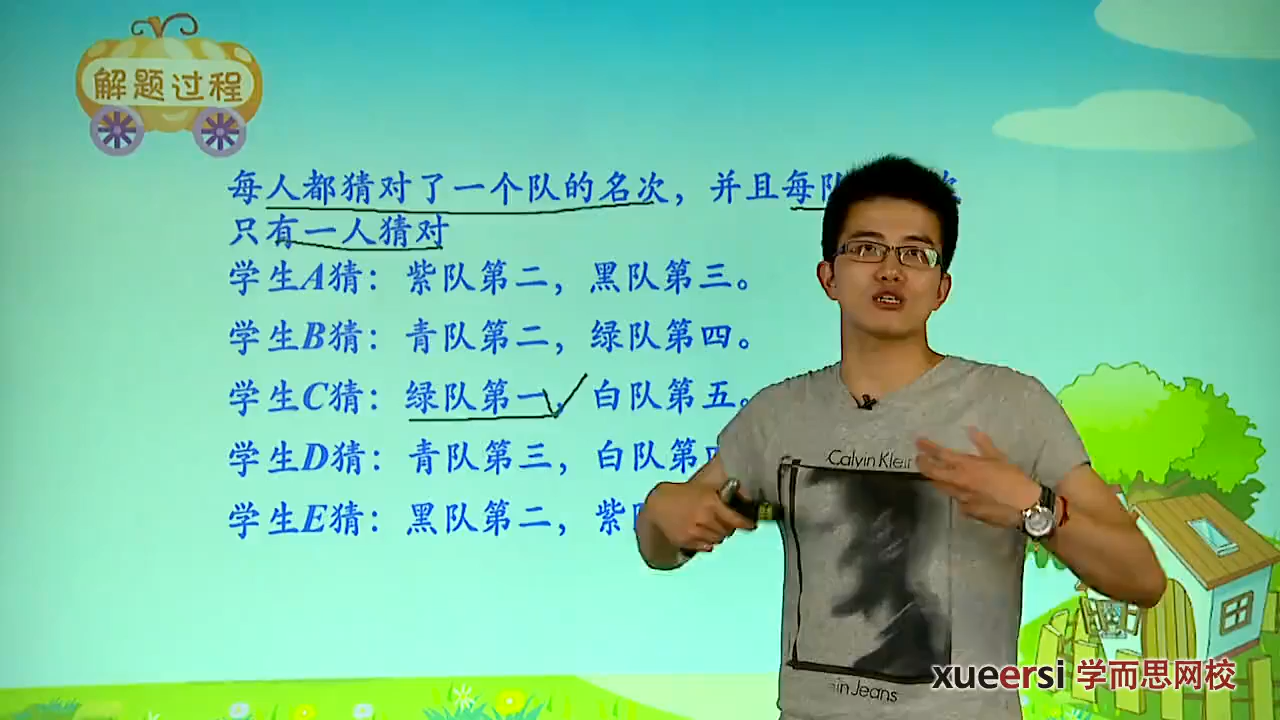 解题过程
每人都猜对了一个队的名次，并且每队
只有一人猜对
学生A猜：紫队第二，黑队第三。
学生B猜：青队第二，绿队第四。
学生C猜：绿队第一，白队第五。
学生D猜：青队第三，白队第
学生E猜：黑队第二，紫
Calvin Klein
in Jeans
xueersi 学而思网校